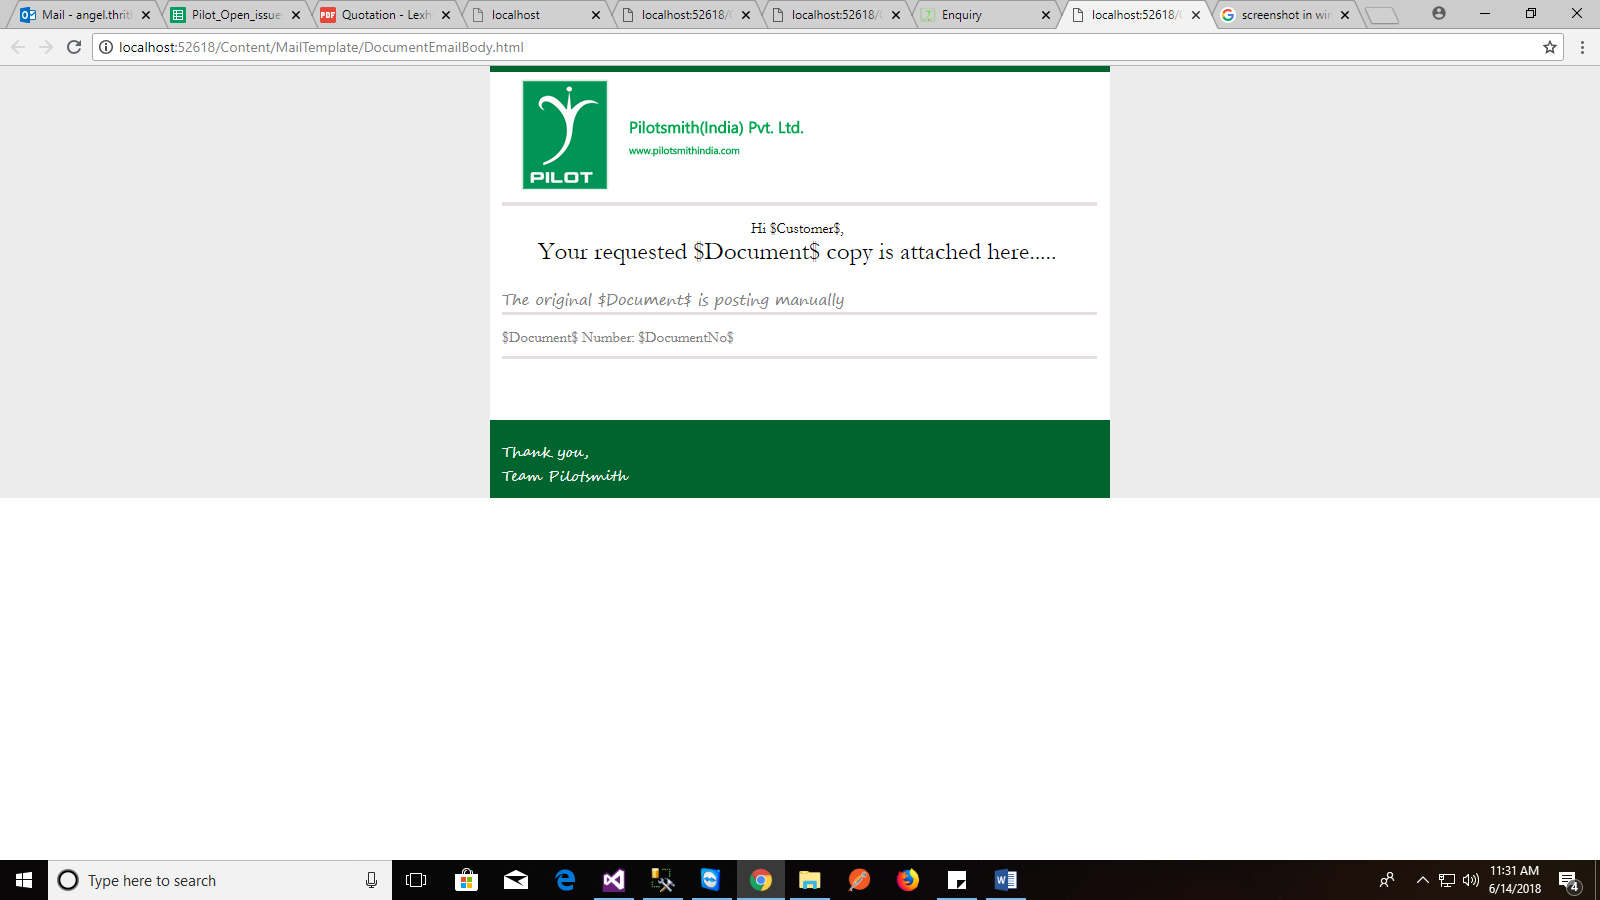 Mail - angel.thrit
Pilot_Open_issue
PDF
Quotation - Lexh
localhost
localhost:52618/
localhost:52618/
Enquiry
localhost:52618/
screenshot in win
localhost:52618/Content/MailTemplate/DocumentEmailBody.html
PILOT
Pilotsmith(India) Pvt. Ltd.
www.pilotsmithindia.com
Hi $Customer$,
Your requested $Document$ copy is attached here.....
The original $Document$ is posting manually
$Document$ Number: $DocumentNo$
Thank you,
Team Pilotsmith
Type here to search
11:31 AM
6/14/2018
4